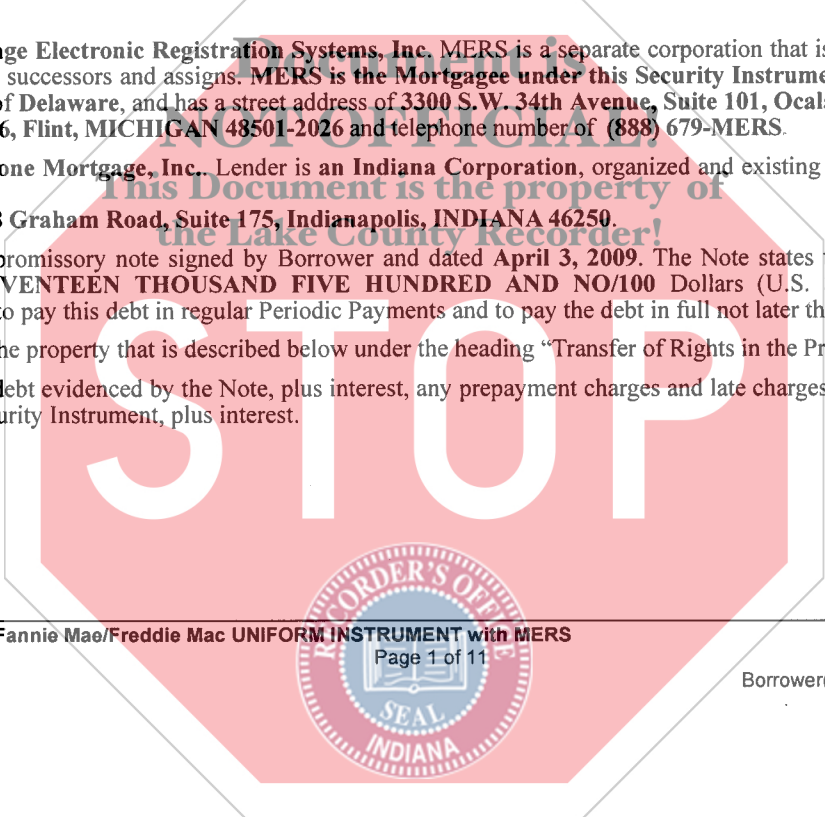 Document is
NOT OFFICIAL!
This Document is the property of
the Lake County Recorder!
STOP
ge Electronic Registration Systems, Inc. MERS is a separate corporation that is
successors and assigns. MERS is the Mortgagee under this Security Instrume
of Delaware, and has a street address of 3300 S.W. 34th Avenue, Suite 101, Ocala
6, Flint, MICHIGAN 48501-2026 and telephone number of (888) 679-MERS.
one Mortgage, Inc.. Lender is an Indiana Corporation, organized and existing
Graham Road, Suite 175, Indianapolis, INDIANA 46250.
promissory note signed by Borrower and dated April 3, 2009. The Note states
VENTEEN THOUSAND FIVE HUNDRED AND NO/100 Dollars (U.S.
to pay this debt in regular Periodic Payments and to pay the debt in full not later th
he property that is described below under the heading “Transfer of Rights in the Pr
debt evidenced by the Note, plus interest, any prepayment charges and late charges
urity Instrument, plus interest.
Fannie Mae/Freddie Mac UNIFORM INSTRUMENT with MERS
Page 1 of 11
Borrower(
RECORDER'S OFFICE
SEAL
INDIANA